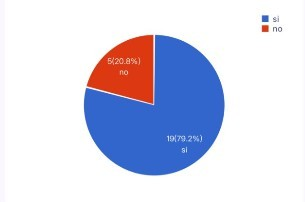 si
no
5(20.8%)
no
19(79.2%)
si